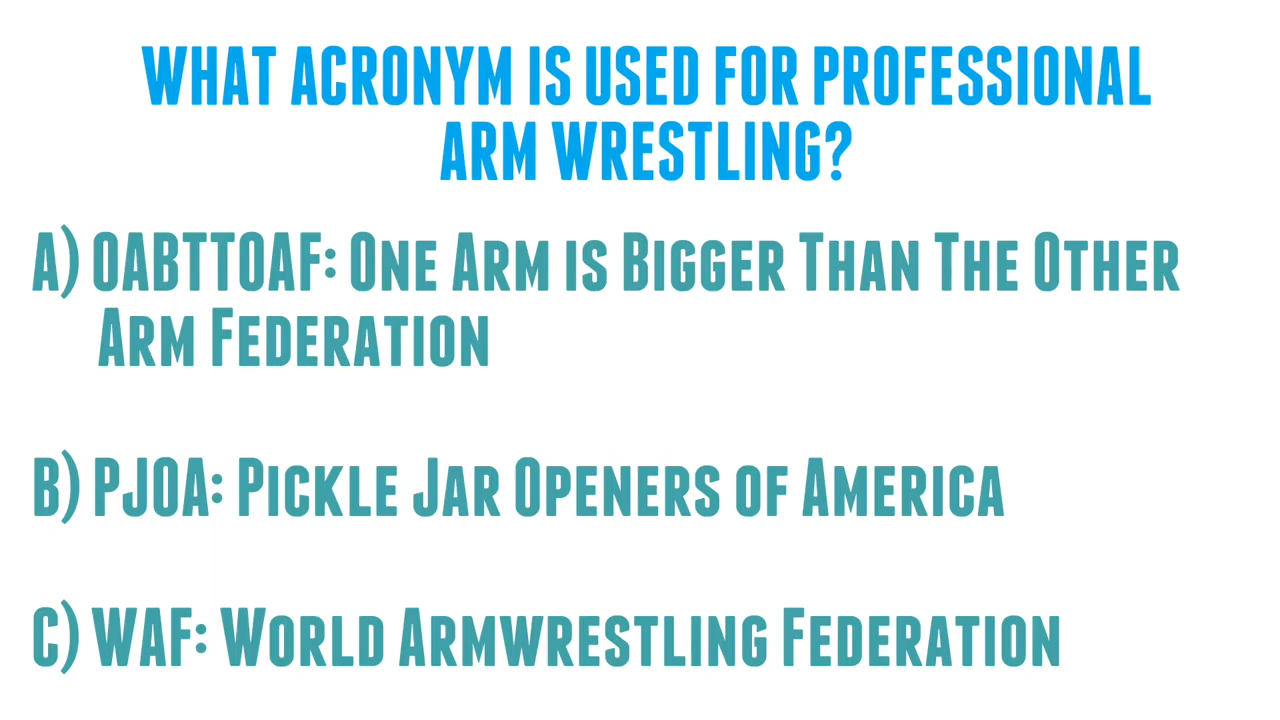 WHAT ACRONYM IS USED FOR PROFESSIONAL
ARM WRESTLING?
A) OABTTOAF: ONE ARM IS BIGGER THAN THE OTHER
ARM FEDERATION
B) PJOA: PICKLE JAR OPENERS OF AMERICA
C) WAF: WORLD ARMWRESTLING FEDERATION